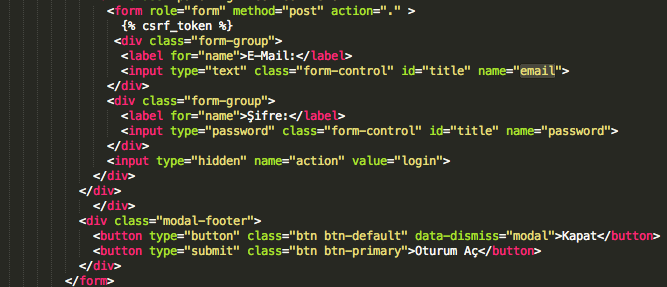 <form role="form" method="post" action="." >
{% csrf_token %}
<div class="form-group">
<label for="name">E-Mail:</label>
<input type="text" class="form-control" id="title" name="email">
</div>
<div class="form-group">
<label for="name">Şifre:</label>
<input type="password" class="form-control" id="title" name="password">
</div>
<input type="hidden" name="action" value="login">
</div>
</div>
</div>
<div class="modal-footer">
<button type="button" class="btn btn-default" data-dismiss="modal">Kapat</button>
<button type="submit" class="btn btn-primary">Oturum Aç</button>
</div>
</form>